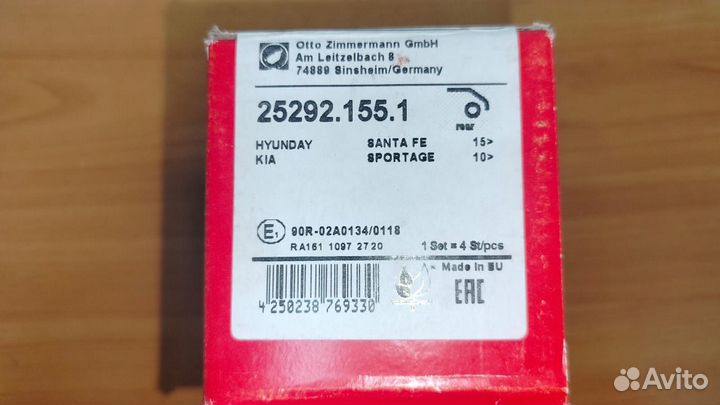 Otto Zimmermann GmbH
Am Leitzelbach 8
74889 Sinsheim/Germany
25292.155.1
rear
HYUNDAY SANTA FE 15>
KIA SPORTAGE 10>
E1 90R-02A0134/0118
RA161 1097 2720 1 Set = 4 St/pcs
Made in EU
4 250238 769330
EAC
Avito